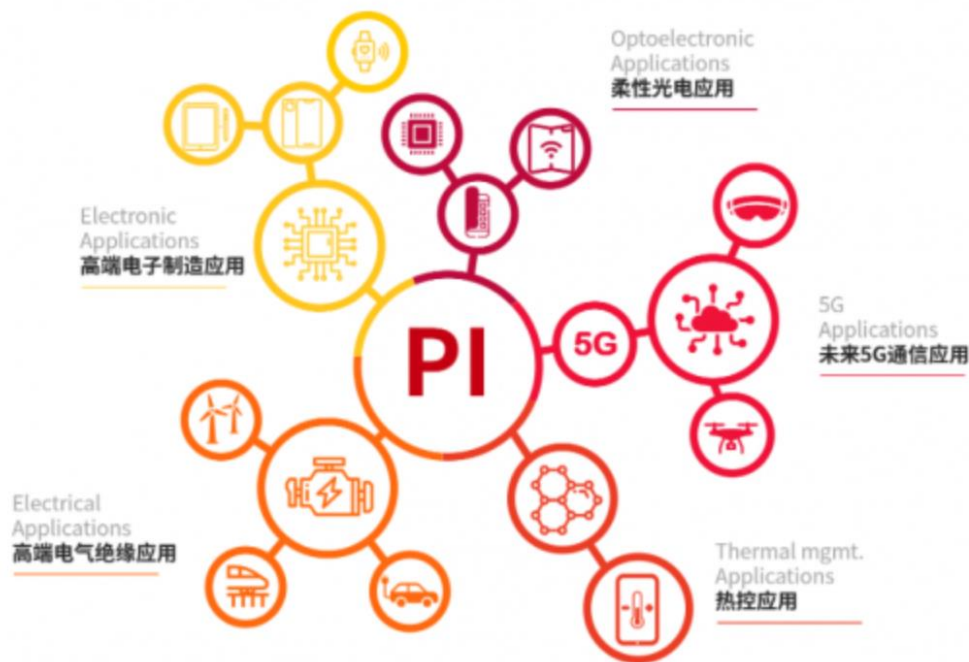 Optoelectronic
Applications
柔性光电应用
Electronic
Applications
高端电子制造应用
PI
5G
5G
Applications
未来5G通信应用
Electrical
Applications
高端电气绝缘应用
Thermal mgmt.
Applications
热控应用